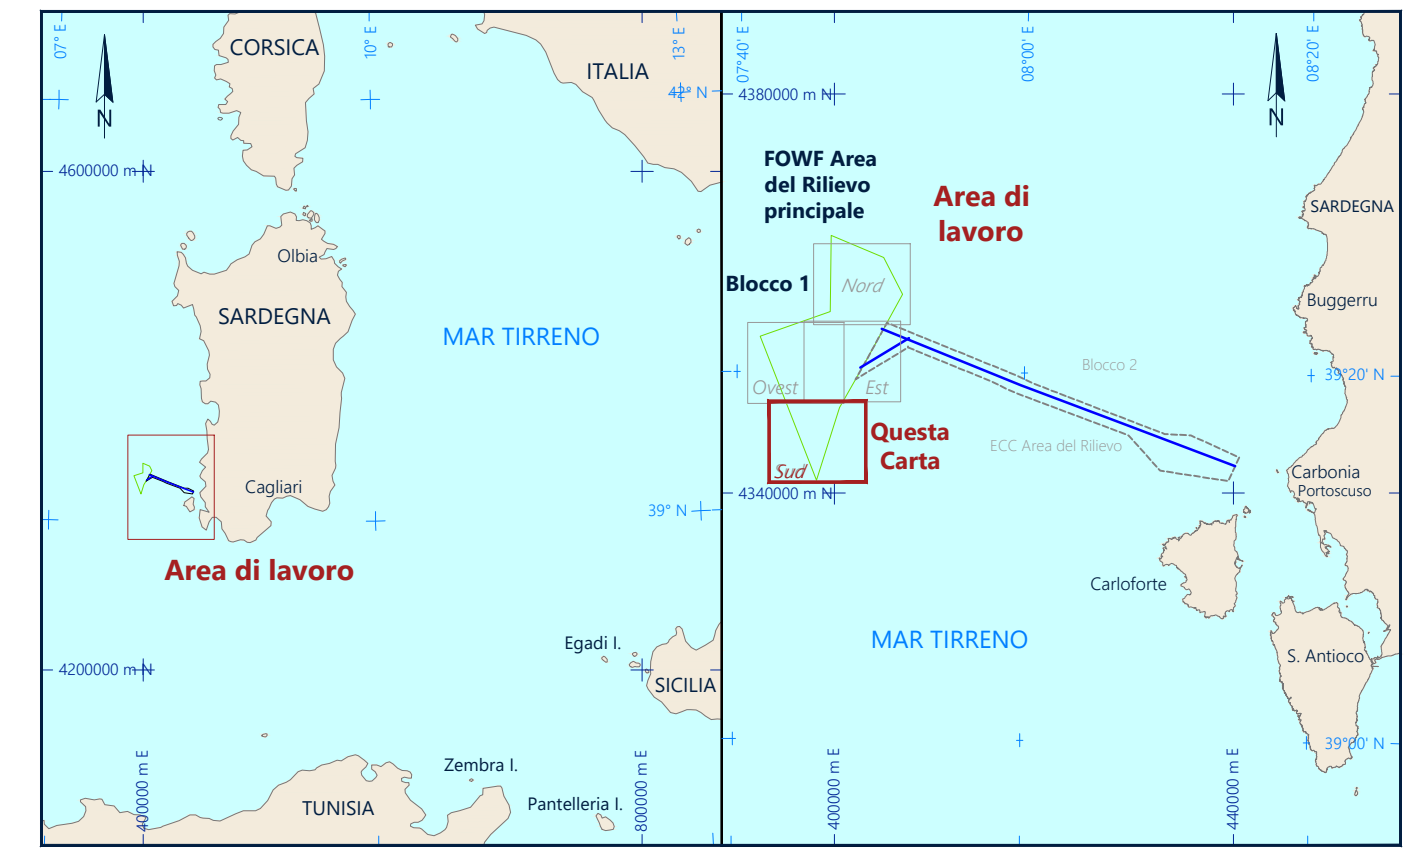 07° E
10° E
13° E
CORSICA
ITALIA
42° N
N
4600000 m N
Olbia
SARDEGNA
MAR TIRRENO
Cagliari
39° N
Area di lavoro
Egadi I.
4200000 m N
SICILIA
400000 m E
800000 m E
Zembra I.
TUNISIA
Pantelleria I.
07°40' E
08°00' E
08°20' E
4380000 m N
N
FOWF Area
del Rilievo
principale
Area di
lavoro
SARDEGNA
Blocco 1
Nord
Buggerru
Blocco 2
39°20' N
Ovest
Est
Questa
Carta
ECC Area del Rilievo
Sud
Carbonia
Portoscuso
4340000 m N
Carloforte
MAR TIRRENO
S. Antioco
39°00' N
400000 m E
440000 m E